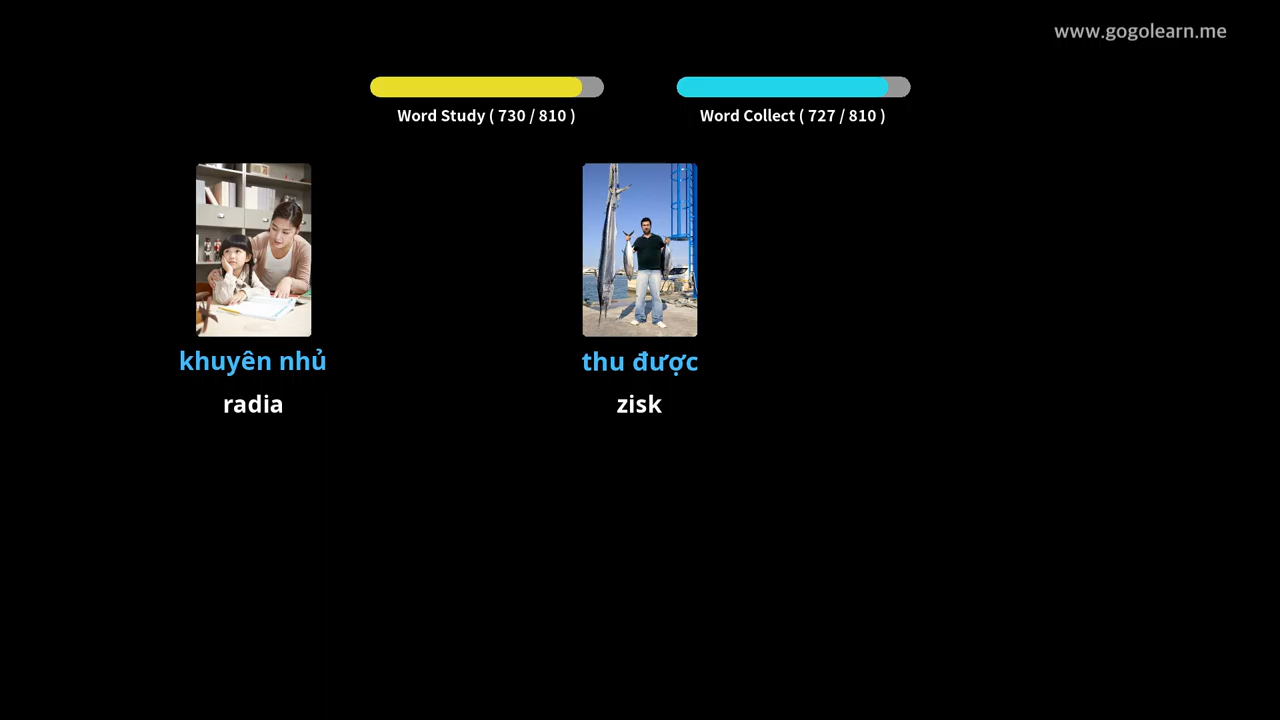 www.gogolearn.me
Word Study ( 730 / 810 )
Word Collect ( 727 / 810 )
khuyên nhủ
thu được
radia
zisk